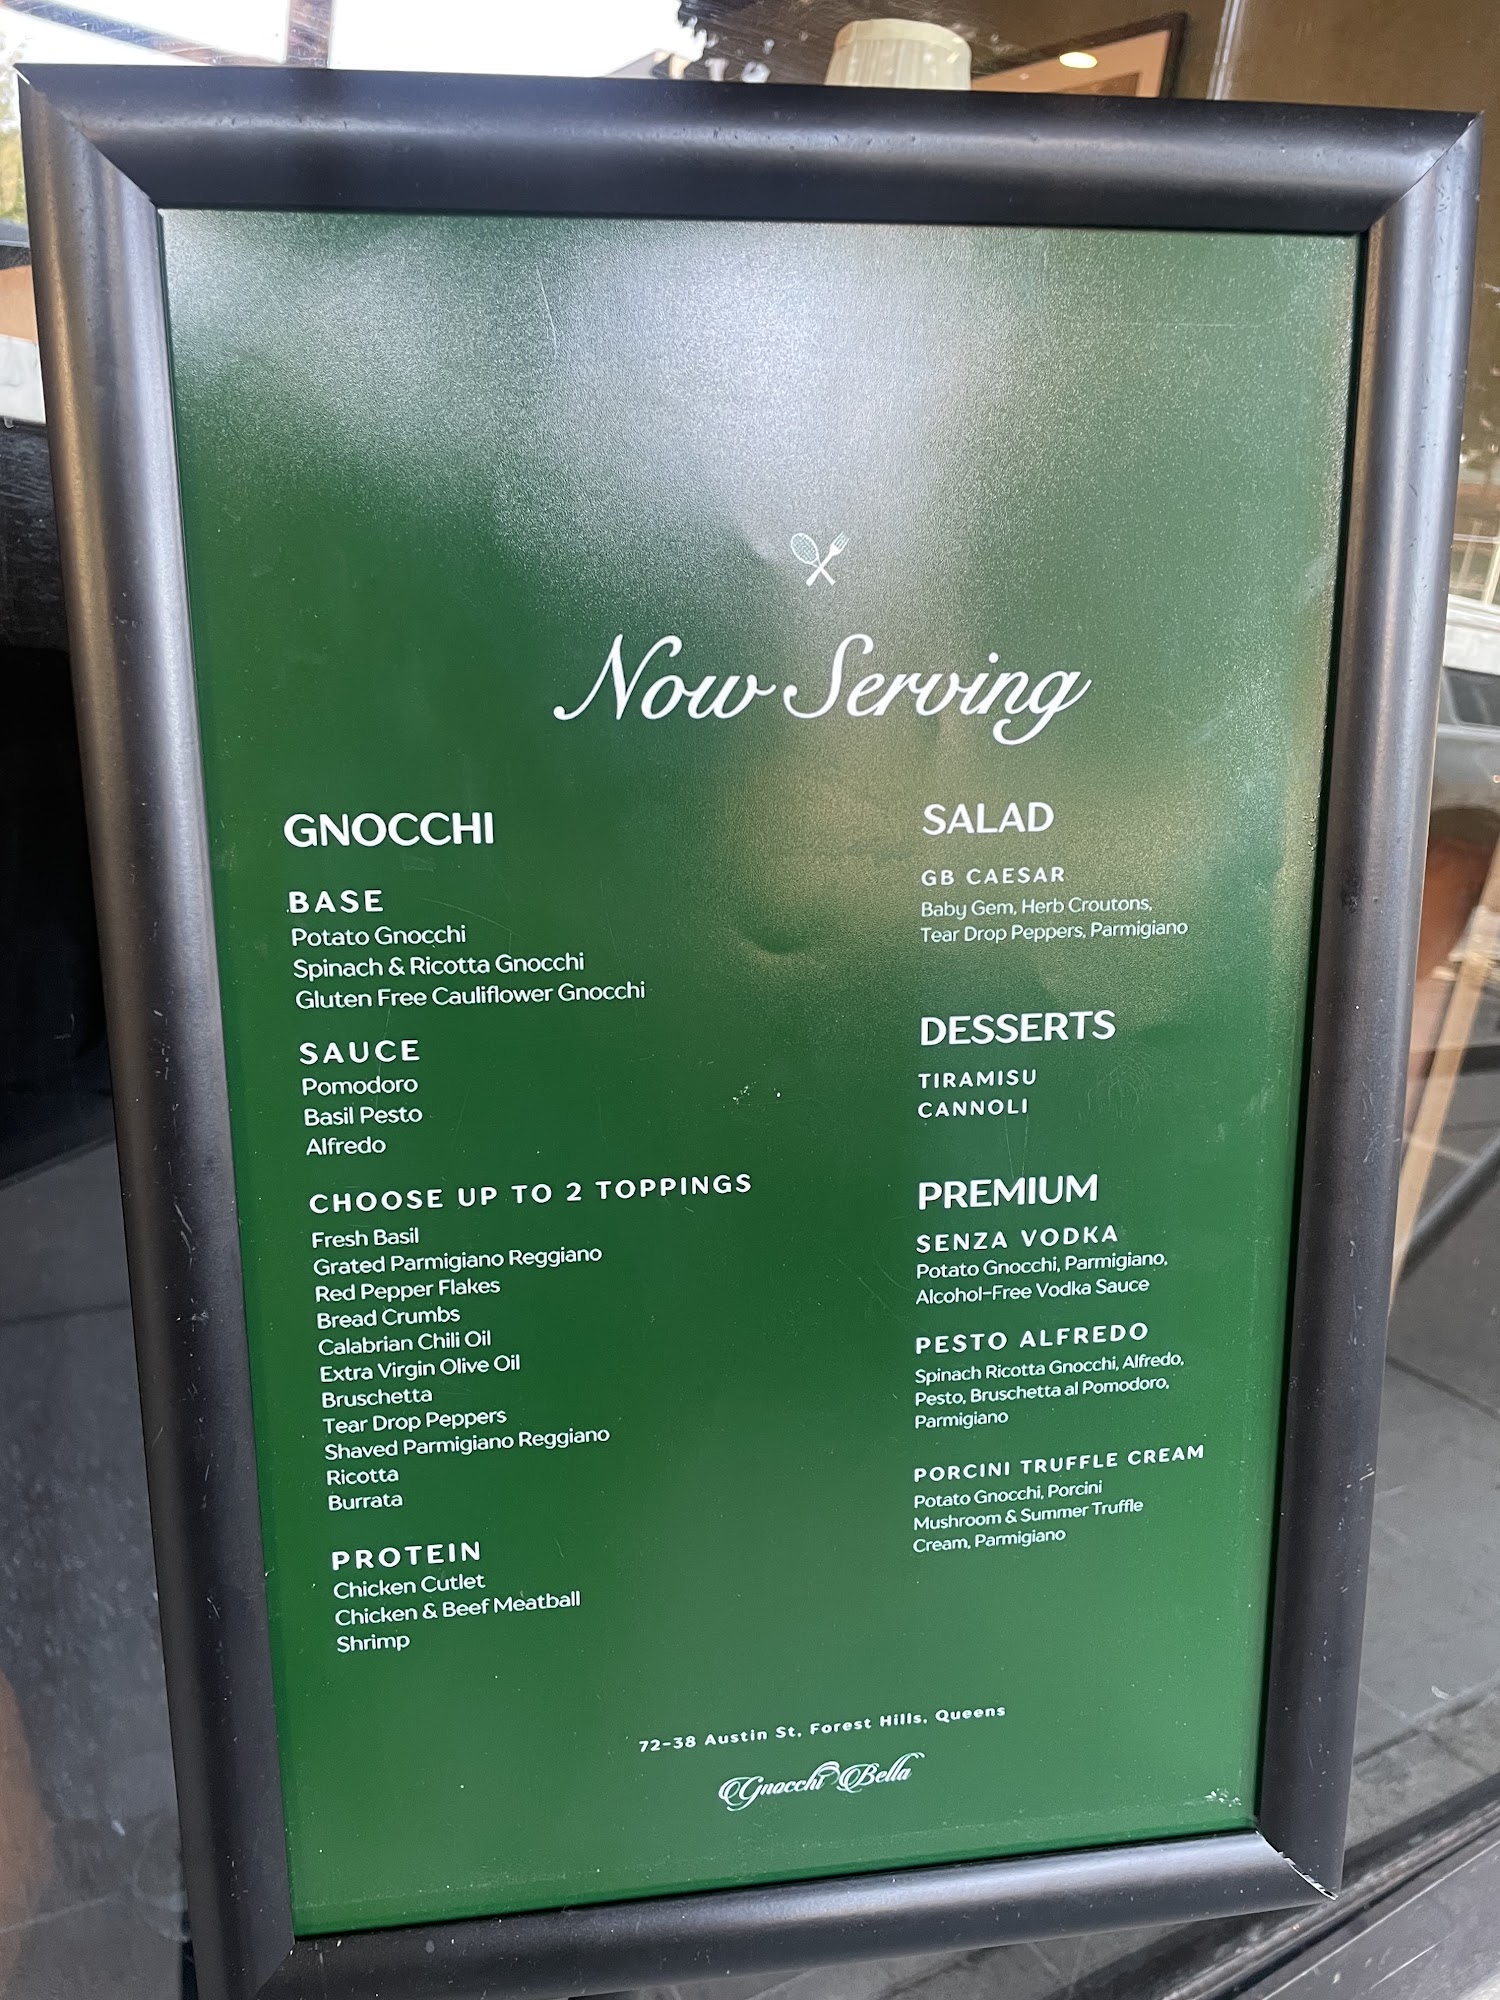 Now Serving
GNOCCHI
BASE
Potato Gnocchi
Spinach & Ricotta Gnocchi
Gluten Free Cauliflower Gnocchi
SAUCE
Pomodoro
Basil Pesto
Alfredo
CHOOSE UP TO 2 TOPPINGS
Fresh Basil
Grated Parmigiano Reggiano
Red Pepper Flakes
Bread Crumbs
Calabrian Chili Oil
Extra Virgin Olive Oil
Bruschetta
Tear Drop Peppers
Shaved Parmigiano Reggiano
Ricotta
Burrata
PROTEIN
Chicken Cutlet
Chicken & Beef Meatball
Shrimp
SALAD
GB CAESAR
Baby Gem, Herb Croutons,
Tear Drop Peppers, Parmigiano
DESSERTS
TIRAMISU
CANNOLI
PREMIUM
SENZA VODKA
Potato Gnocchi, Parmigiano,
Alcohol-Free Vodka Sauce
PESTO ALFREDO
Spinach Ricotta Gnocchi, Alfredo,
Pesto, Bruschetta al Pomodoro,
Parmigiano
PORCINI TRUFFLE CREAM
Potato Gnocchi, Porcini
Mushroom & Summer Truffle
Cream, Parmigiano
72-38 Austin St, Forest Hills, Queens
Gnocchi Bella